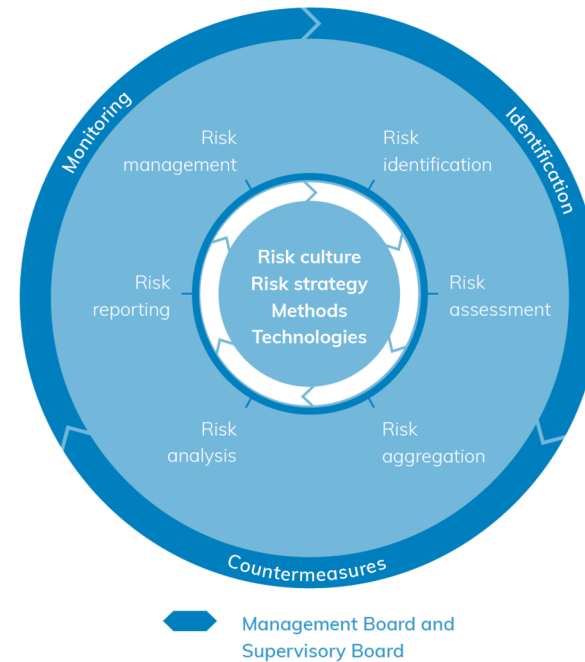 Monitoring
Identification
Risk
management
Risk
identification
Risk culture
Risk strategy
Methods
Technologies
Risk
reporting
Risk
assessment
Risk
analysis
Risk
aggregation
Countermeasures
Management Board and
Supervisory Board